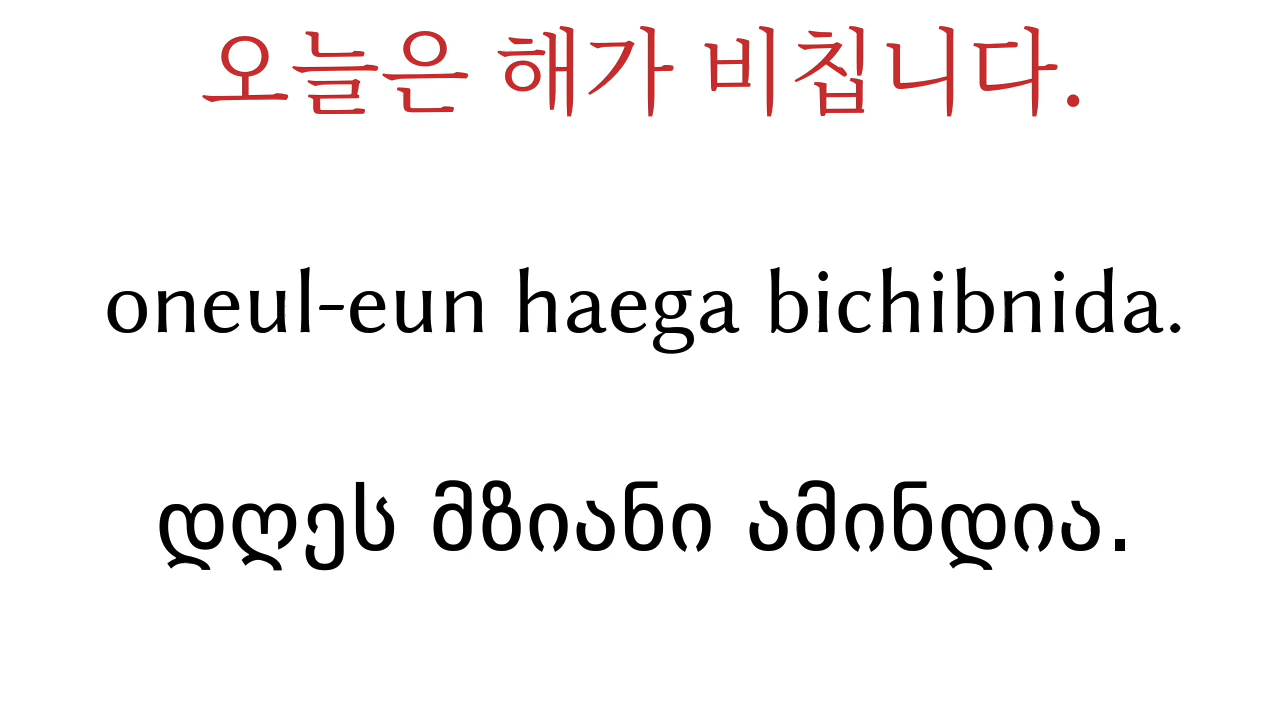 오늘은 해가 비칩니다.
oneul-eun haega bichibnida.
დღეს მზიანი ამინდია.